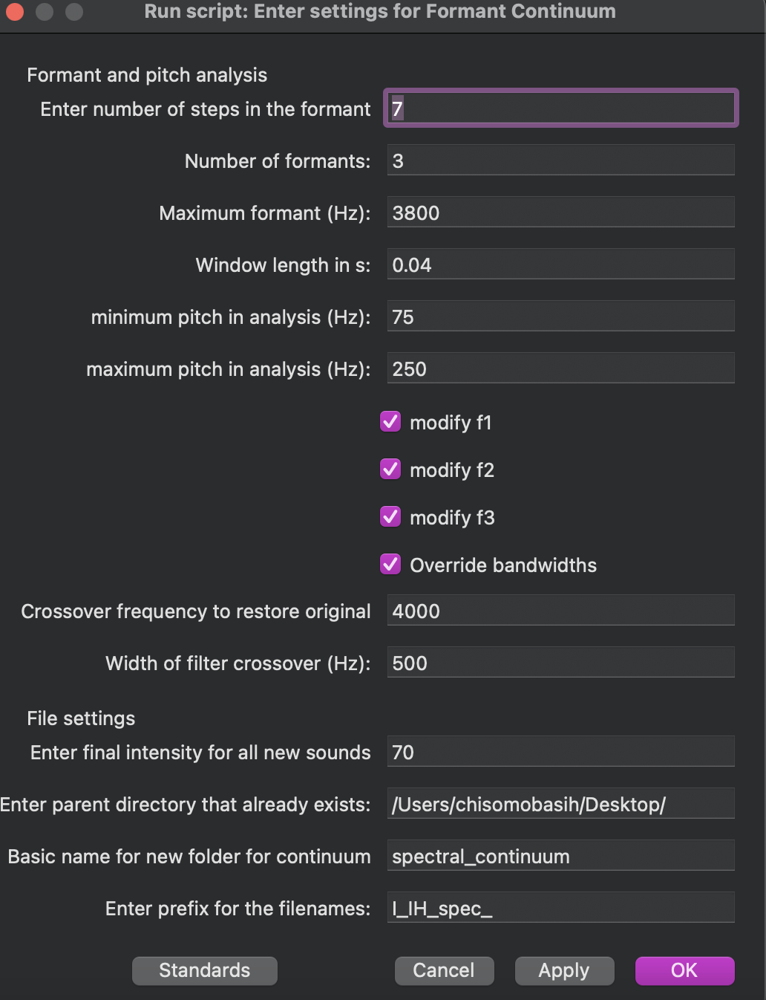 Run script: Enter settings for Formant Continuum
Formant and pitch analysis
Enter number of steps in the formant 7
Number of formants: 3
Maximum formant (Hz): 3800
Window length in s: 0.04
minimum pitch in analysis (Hz): 75
maximum pitch in analysis (Hz): 250
modify f1
modify f2
modify f3
Override bandwidths
Crossover frequency to restore original 4000
Width of filter crossover (Hz): 500
File settings
Enter final intensity for all new sounds 70
Enter parent directory that already exists: /Users/chisomobasih/Desktop/
Basic name for new folder for continuum spectral_continuum
Enter prefix for the filenames: I_IH_spec_
Standards Cancel Apply OK